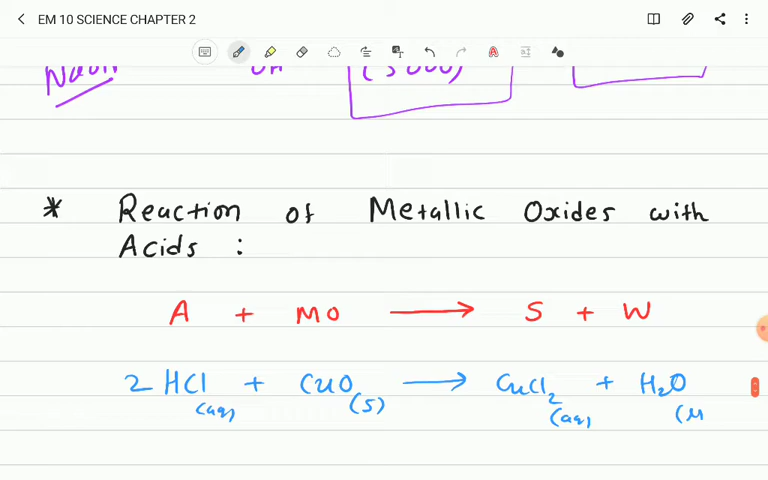 EM 10 SCIENCE CHAPTER 2
* Reaction of Metallic Oxides with
Acids :
A + MO → S + W
2 HCl(aq) + CuO(s) → CuCl2(aq) + H2O